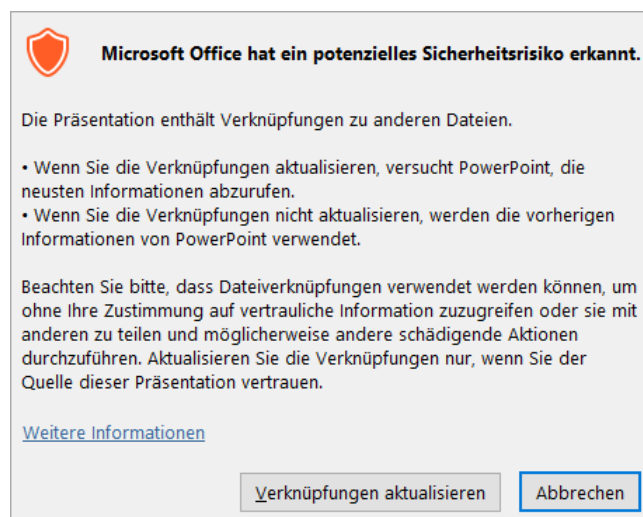 Microsoft Office hat ein potenzielles Sicherheitsrisiko erkannt.
Die Präsentation enthält Verknüpfungen zu anderen Dateien.
• Wenn Sie die Verknüpfungen aktualisieren, versucht PowerPoint, die
neusten Informationen abzurufen.
• Wenn Sie die Verknüpfungen nicht aktualisieren, werden die vorherigen
Informationen von PowerPoint verwendet.
Beachten Sie bitte, dass Dateiverknüpfungen verwendet werden können, um
ohne Ihre Zustimmung auf vertrauliche Information zuzugreifen oder sie mit
anderen zu teilen und möglicherweise andere schädigende Aktionen
durchzuführen. Aktualisieren Sie die Verknüpfungen nur, wenn Sie der
Quelle dieser Präsentation vertrauen.
Weitere Informationen
Verknüpfungen aktualisieren Abbrechen